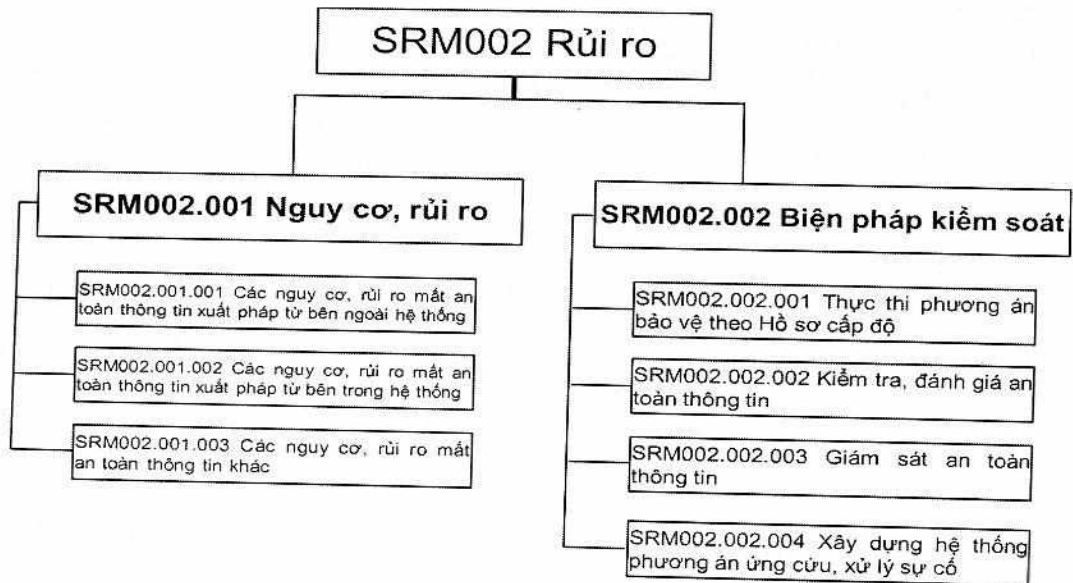 SRM002 Rủi ro
SRM002.001 Nguy cơ, rủi ro
SRM002.001.001 Các nguy cơ, rủi ro mất an
toàn thông tin xuất pháp từ bên ngoài hệ thống
SRM002.001.002 Các nguy cơ, rủi ro mất an
toàn thông tin xuất pháp từ bên trong hệ thống
SRM002.001.003 Các nguy cơ, rủi ro mất
an toàn thông tin khác
SRM002.002 Biện pháp kiểm soát
SRM002.002.001 Thực thi phương án
bảo vệ theo Hồ sơ cấp độ
SRM002.002.002 Kiểm tra, đánh giá an
toàn thông tin
SRM002.002.003 Giám sát an toàn
thông tin
SRM002.002.004 Xây dựng hệ thống
phương án ứng cứu, xử lý sự cố